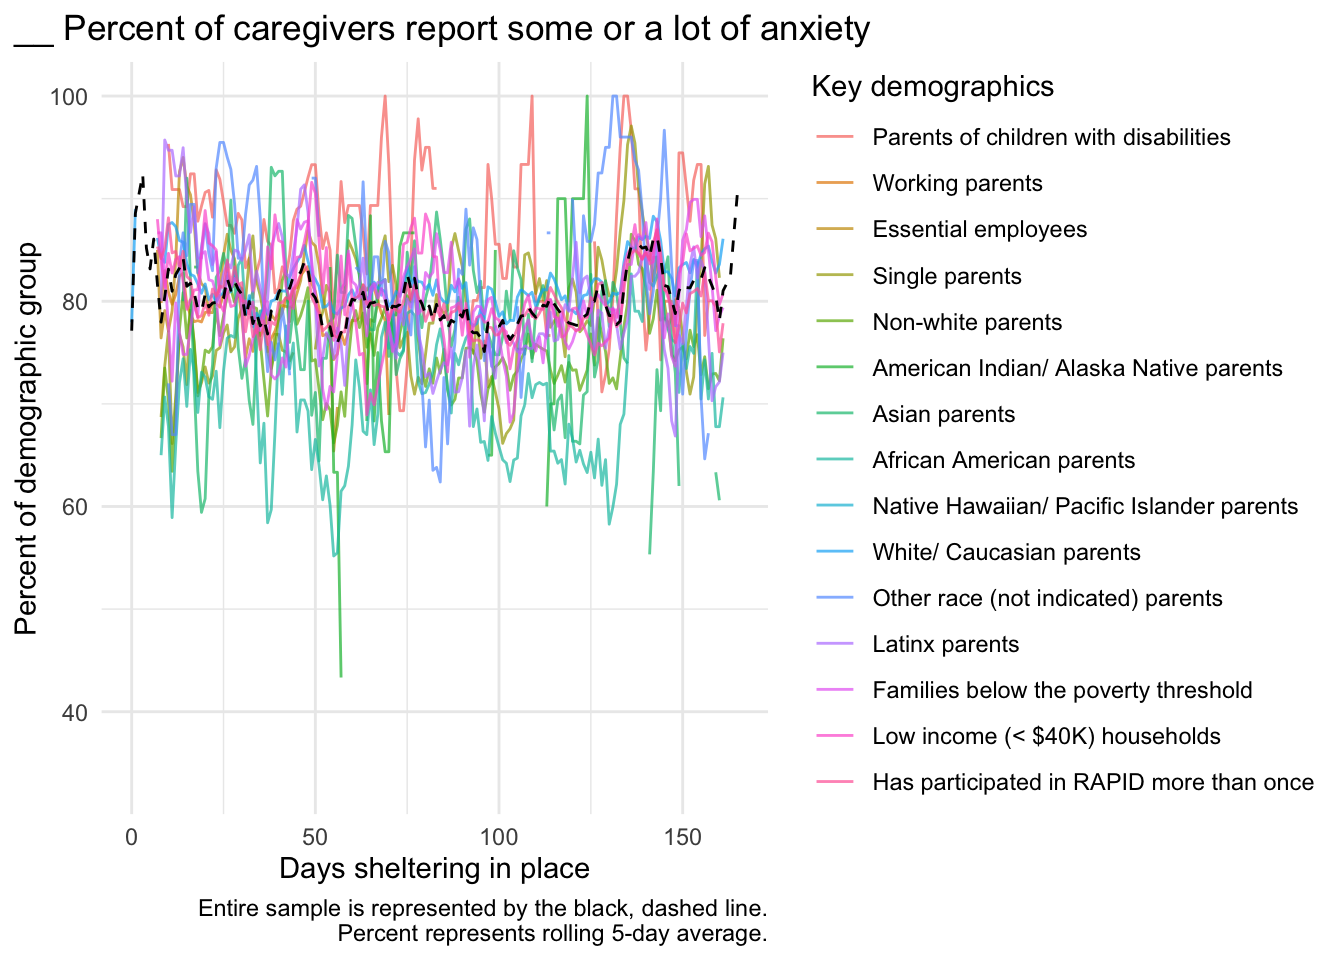 __ Percent of caregivers report some or a lot of anxiety
Percent of demographic group
100
80
60
40
0
50
100
150
Days sheltering in place
Entire sample is represented by the black, dashed line.
Percent represents rolling 5-day average.
Key demographics
Parents of children with disabilities
Working parents
Essential employees
Single parents
Non-white parents
American Indian/ Alaska Native parents
Asian parents
African American parents
Native Hawaiian/ Pacific Islander parents
White/ Caucasian parents
Other race (not indicated) parents
Latinx parents
Families below the poverty threshold
Low income (< $40K) households
Has participated in RAPID more than once